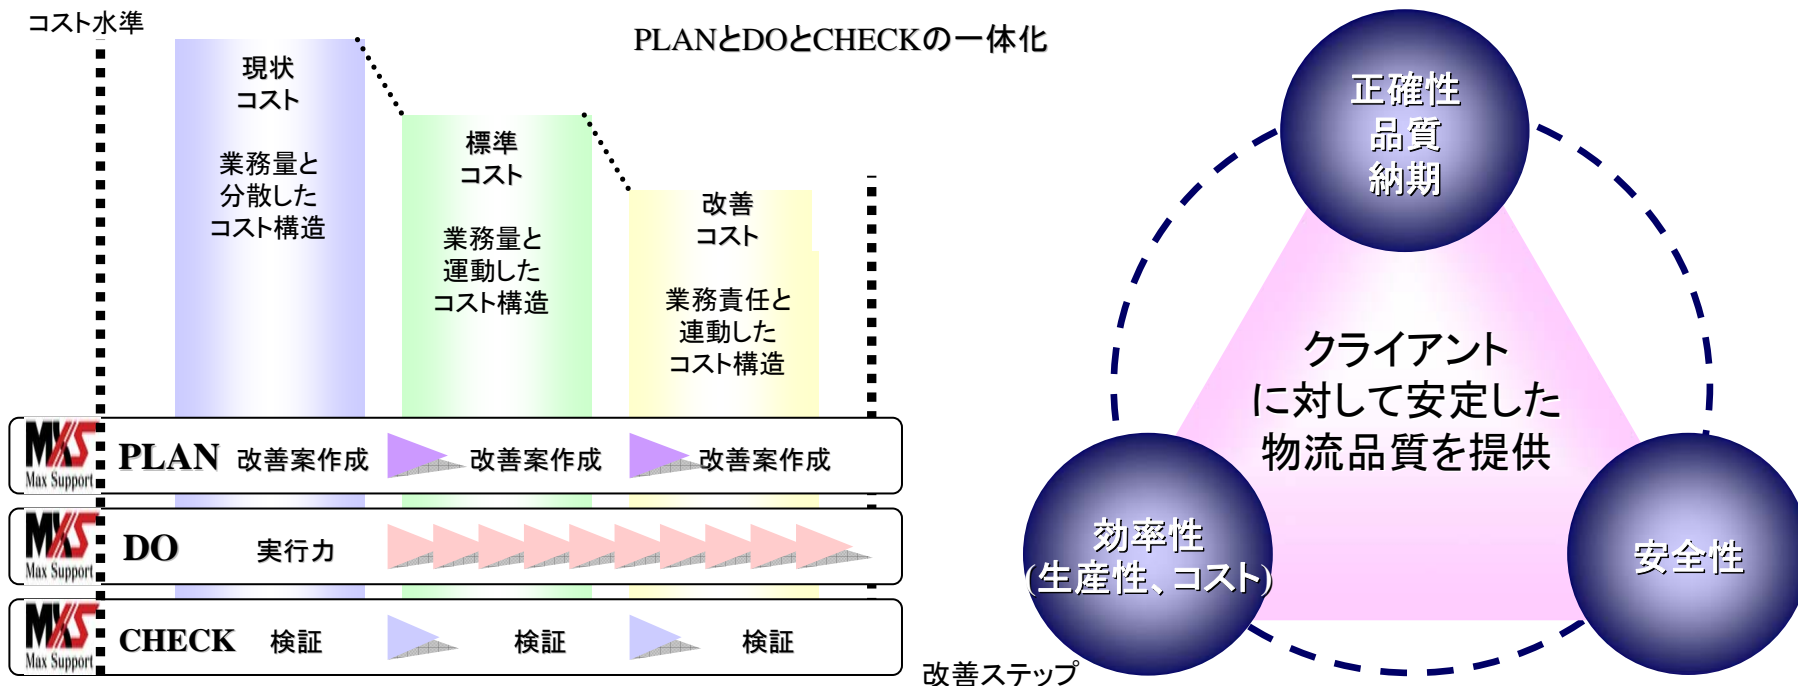 コスト水準
PLANとDOとCHECKの一体化
現状
コスト
業務量と
分散した
コスト構造
標準
コスト
業務量と
運動した
コスト構造
改善
コスト
業務責任と
連動した
コスト構造
MXS
Max Support
PLAN 改善案作成 改善案作成 改善案作成
MXS
Max Support
DO 実行力
MXS
Max Support
CHECK 検証 検証 検証
改善ステップ
正確性
品質
納期
クライアント
に対して安定した
物流品質を提供
効率性
(生産性、コスト)
安全性